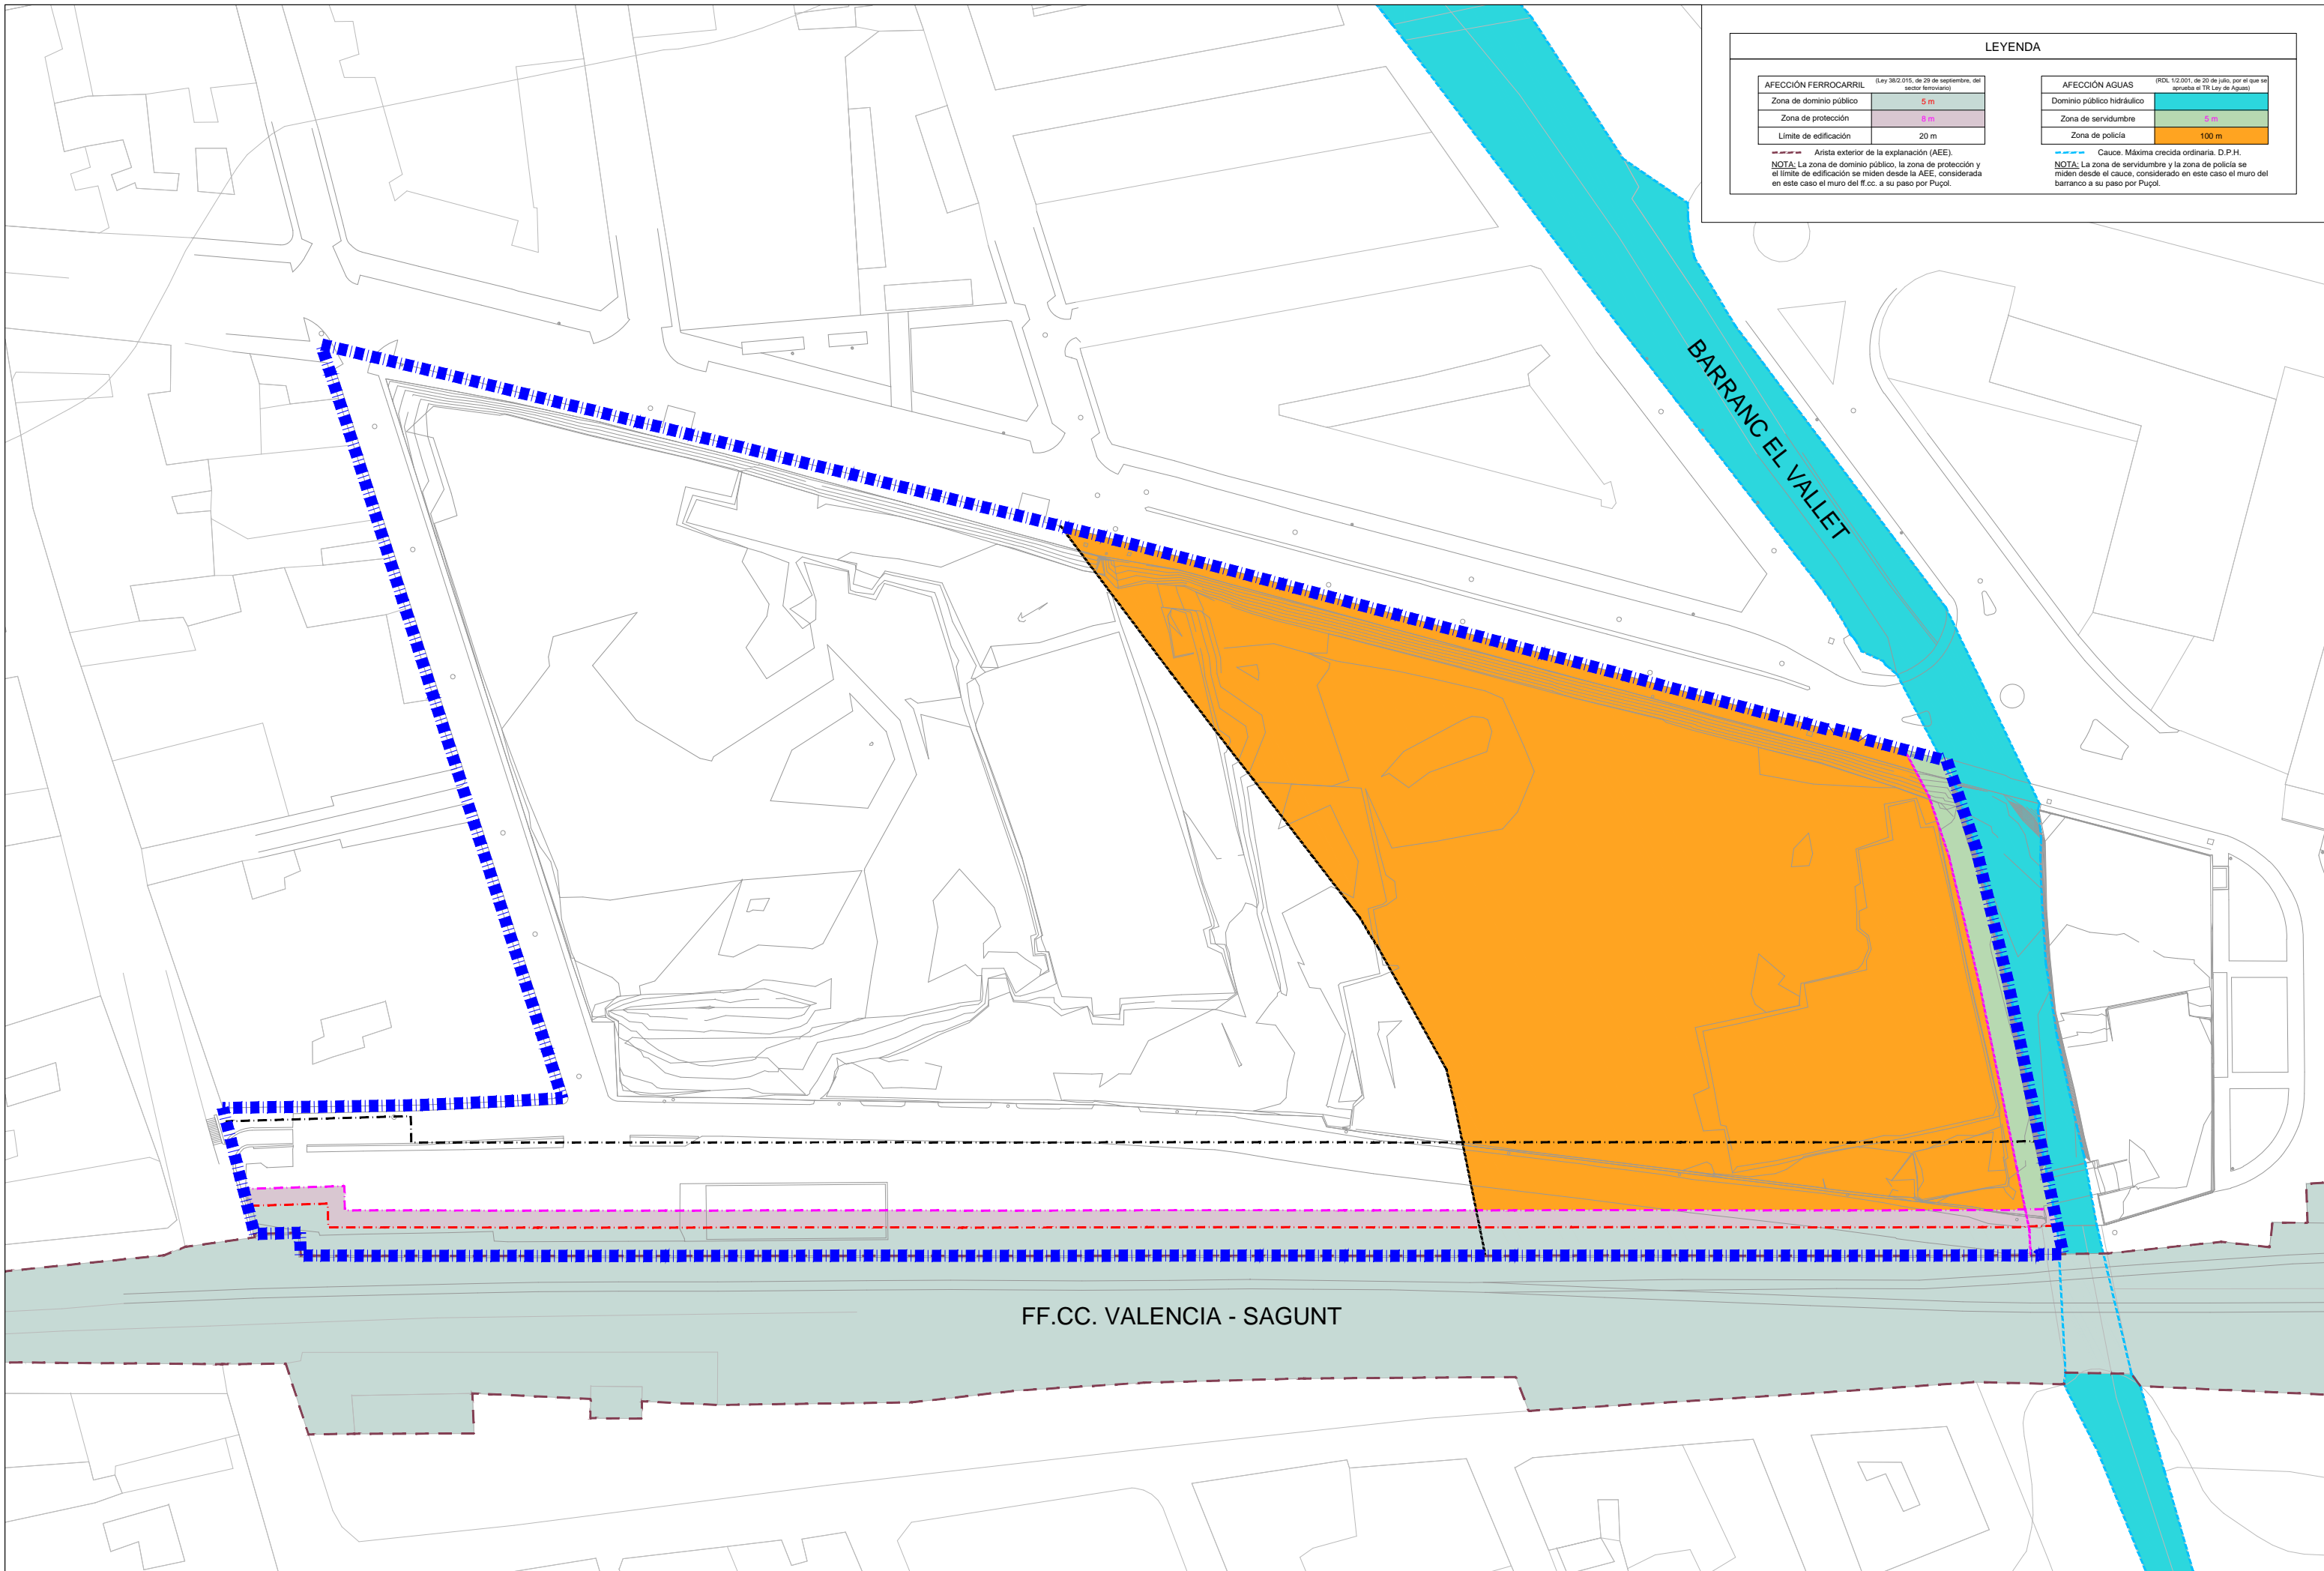 LEYENDA
AFECCIÓN FERROCARRIL
(Ley 38/2.015, de 29 de septiembre, del
sector ferroviario)
Zona de dominio público
5 m
Zona de protección
8 m
Límite de edificación
20 m
Arista exterior de la explanación (AEE).
NOTA: La zona de dominio público, la zona de protección y
el límite de edificación se miden desde la AEE, considerada
en este caso el muro del ff.cc. a su paso por Puçol.
AFECCIÓN AGUAS
(RDL 1/2.001, de 20 de julio, por el que se
aprueba el TR Ley de Aguas)
Dominio público hidráulico
Zona de servidumbre
5 m
Zona de policía
100 m
Cauce. Máxima crecida ordinaria. D.P.H.
NOTA: La zona de servidumbre y la zona de policía se
miden desde el cauce, considerado en este caso el muro del
barranco a su paso por Puçol.
BARRANC EL VALLET
FF.CC. VALENCIA - SAGUNT